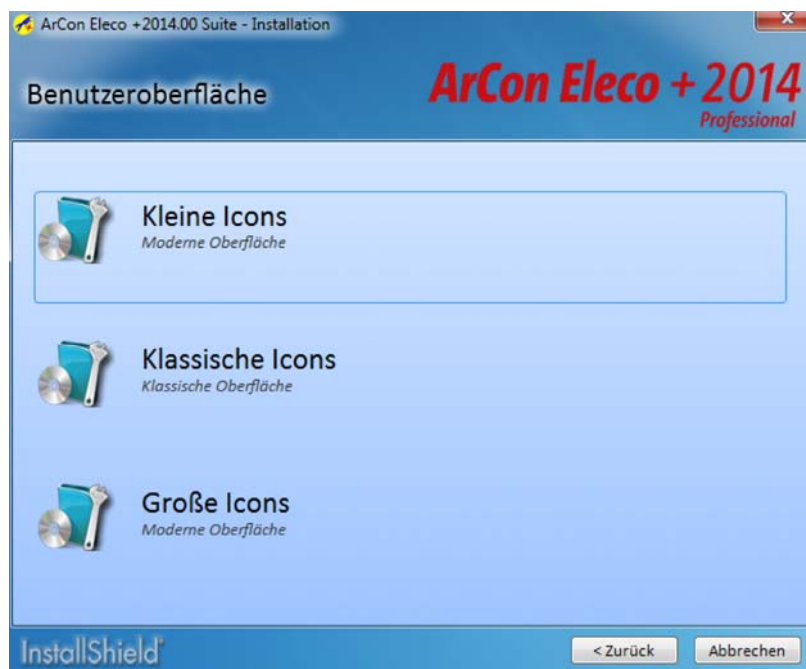 ArCon Eleco +2014.00 Suite - Installation
Benutzeroberfläche
ArCon Eleco +2014
Professional
Kleine Icons
Moderne Oberfläche
Klassische Icons
Klassische Oberfläche
Große Icons
Moderne Oberfläche
InstallShield
< Zurück
Abbrechen